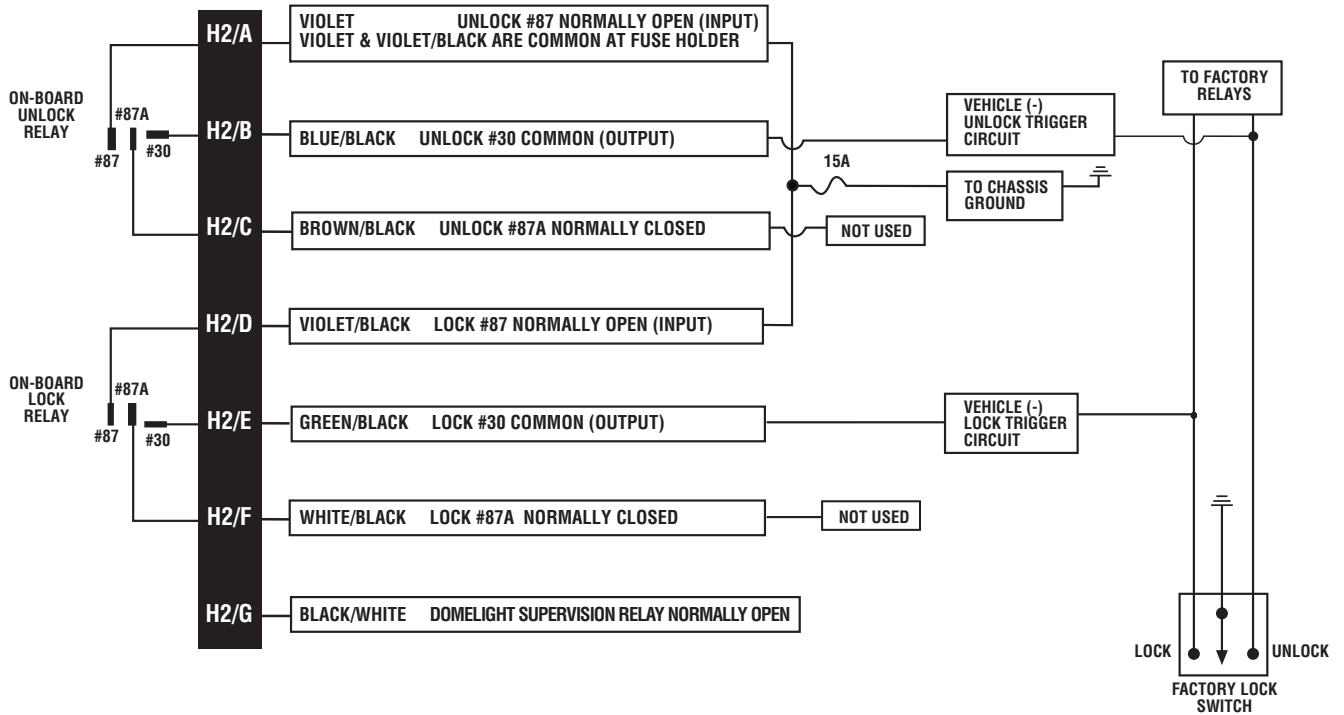 H2/A
VIOLET UNLOCK #87 NORMALLY OPEN (INPUT)
VIOLET & VIOLET/BLACK ARE COMMON AT FUSE HOLDER
TO FACTORY
RELAYS
ON-BOARD
UNLOCK
RELAY
#87A
#87
#30
H2/B
BLUE/BLACK UNLOCK #30 COMMON (OUTPUT)
VEHICLE (-)
UNLOCK TRIGGER
CIRCUIT
15A
TO CHASSIS
GROUND
H2/C
BROWN/BLACK UNLOCK #87A NORMALLY CLOSED
NOT USED
H2/D
VIOLET/BLACK LOCK #87 NORMALLY OPEN (INPUT)
ON-BOARD
LOCK
RELAY
#87A
#87
#30
H2/E
GREEN/BLACK LOCK #30 COMMON (OUTPUT)
VEHICLE (-)
LOCK TRIGGER
CIRCUIT
H2/F
WHITE/BLACK LOCK #87A NORMALLY CLOSED
NOT USED
H2/G
BLACK/WHITE DOMELIGHT SUPERVISION RELAY NORMALLY OPEN
LOCK
UNLOCK
FACTORY LOCK
SWITCH